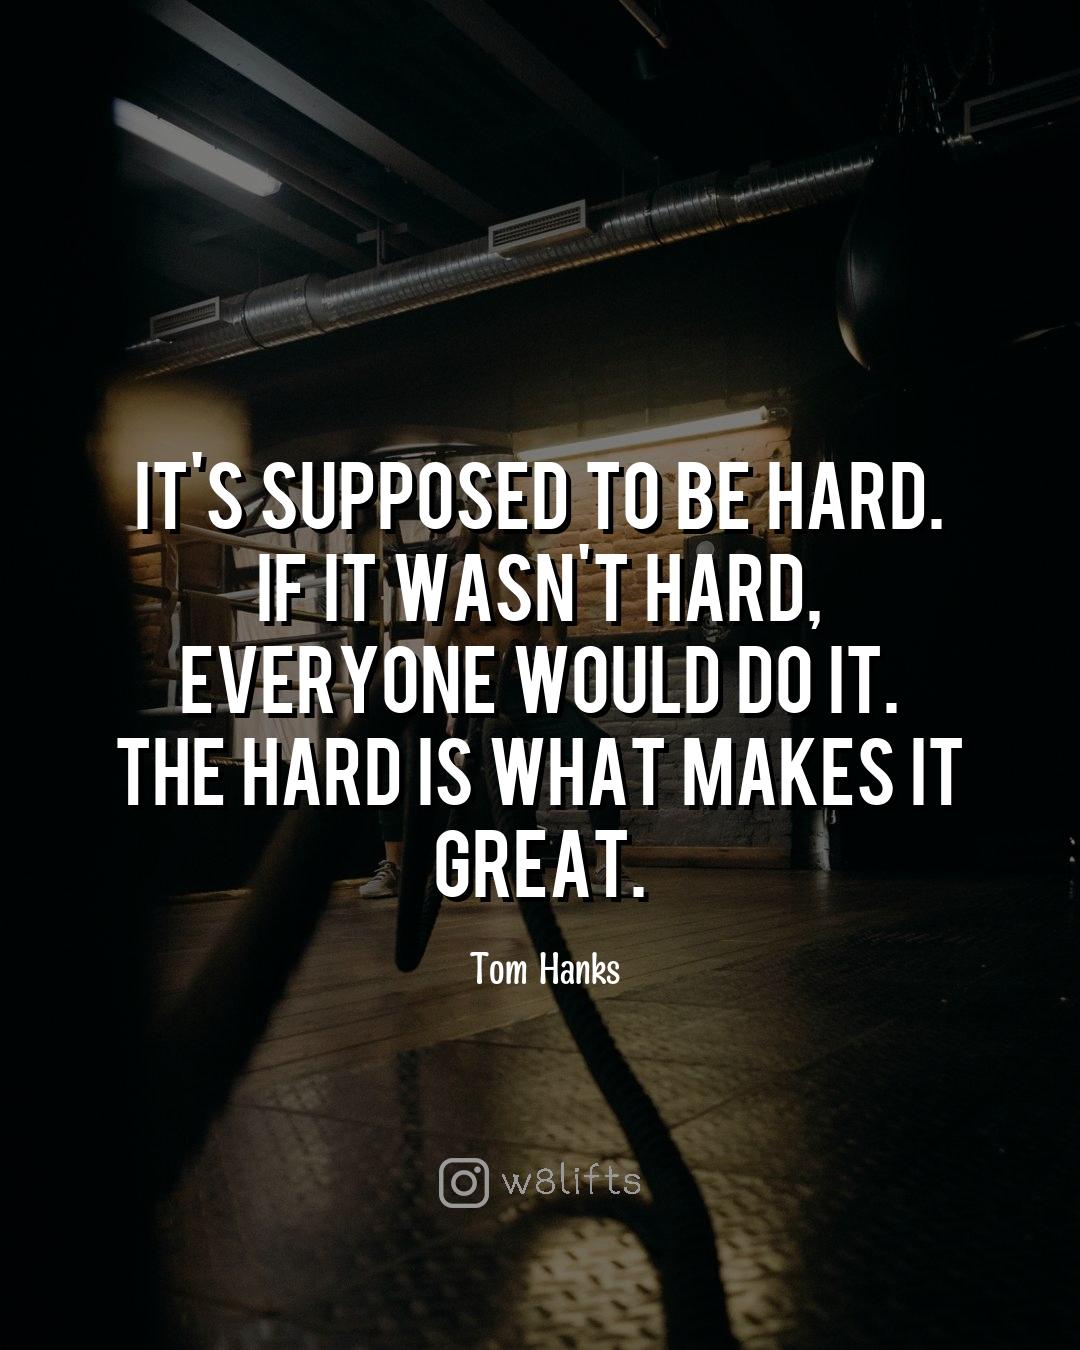 IT'S SUPPOSED TO BE HARD.
IF IT WASN'T HARD,
EVERYONE WOULD DO IT.
THE HARD IS WHAT MAKES IT
GREAT.
Tom Hanks
w8lifts